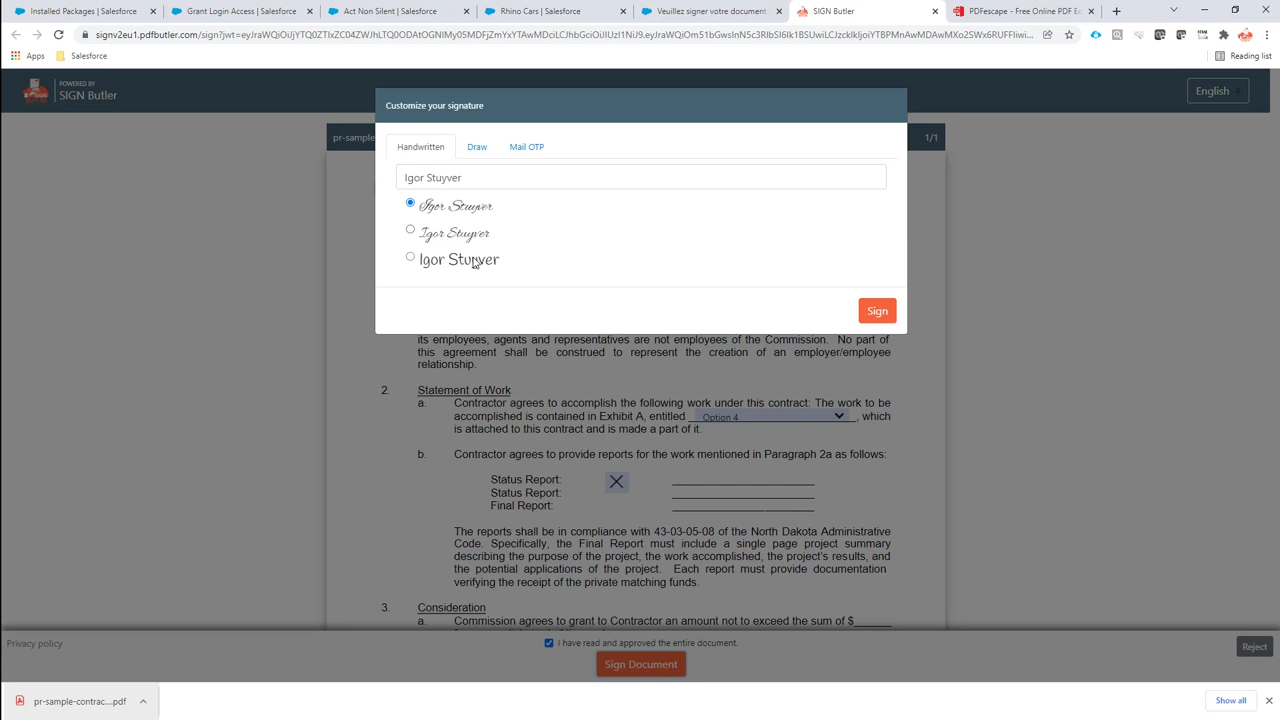 Installed Packages | Salesforce
Grant Login Access | Salesforce
Act Non Silent | Salesforce
Rhino Cars | Salesforce
Veuillez signer votre document
SIGN Butler
PDFescape - Free Online PDF E
Apps
Salesforce
Reading list
POWERED BY
SIGN Butler
English
pr-sample
1/1
Customize your signature
Handwritten
Draw
Mail OTP
Igor Stuyver
Igor Stuyver
Igor Stuyver
Igor Stuyver
Sign
its employees, agents and representatives are not employees of the Commission. No part of
this agreement shall be construed to represent the creation of an employer/employee
relationship.
2. Statement of Work
a. Contractor agrees to accomplish the following work under this contract: The work to be
accomplished is contained in Exhibit A, entitled Option 4, which
is attached to this contract and is made a part of it.
b. Contractor agrees to provide reports for the work mentioned in Paragraph 2a as follows:
Status Report:
Status Report:
Final Report:
The reports shall be in compliance with 43-03-05-08 of the North Dakota Administrative
Code. Specifically, the Final Report must include a single page project summary
describing the purpose of the project, the work accomplished, the project's results, and
the potential applications of the project. Each report must provide documentation
verifying the receipt of the private matching funds.
3. Consideration
a. Commission agrees to grant to Contractor an amount not to exceed the sum of $
Privacy policy
I have read and approved the entire document.
Reject
Sign Document
pr-sample-contrac....pdf
Show all